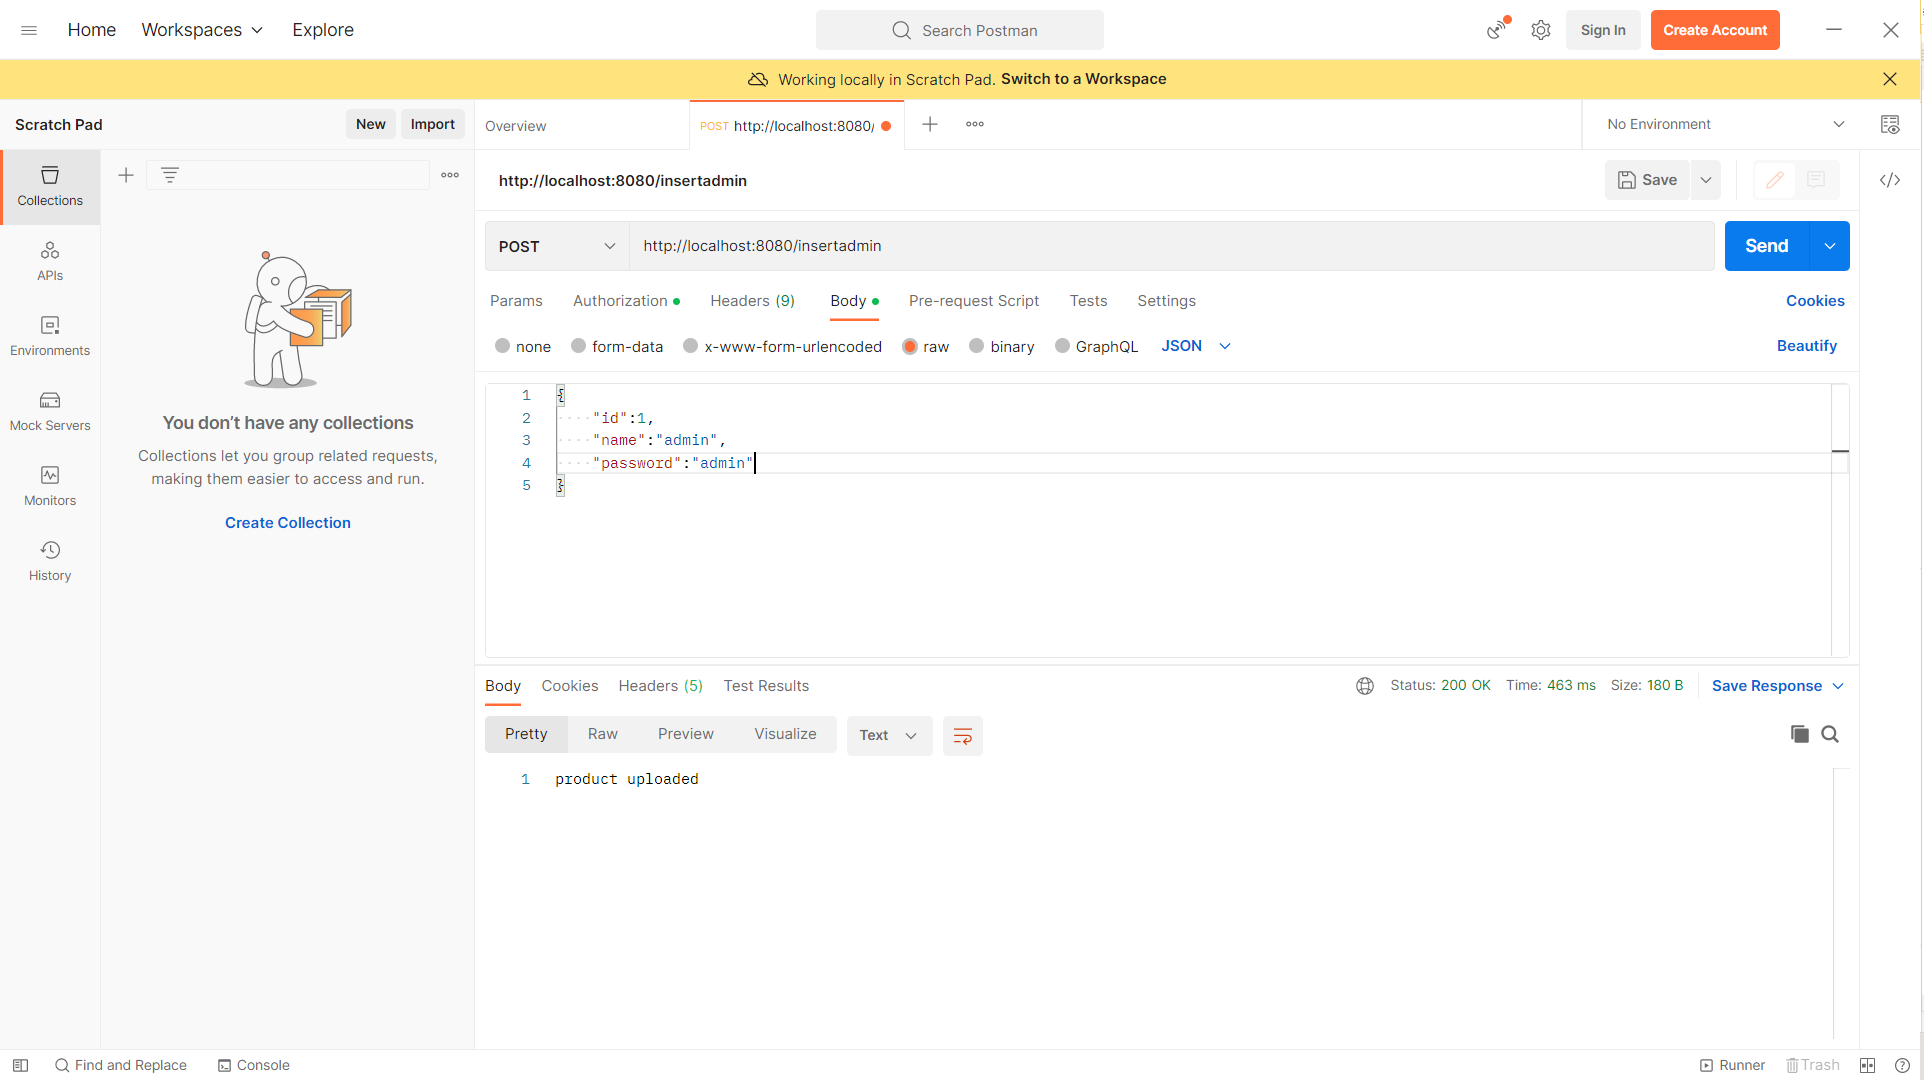 Home Workspaces Explore Search Postman Sign In Create Account
Working locally in Scratch Pad. Switch to a Workspace
Scratch Pad New Import Overview POST http://localhost:8080/ No Environment
Collections
http://localhost:8080/insertadmin Save
POST http://localhost:8080/insertadmin Send
APIs
Params Authorization Headers (9) Body Pre-request Script Tests Settings Cookies
Environments
none form-data x-www-form-urlencoded raw binary GraphQL JSON Beautify
Mock Servers
1 {
2 "id":1,
3 "name":"admin",
4 "password":"admin"
5 }
You don’t have any collections
Collections let you group related requests,
making them easier to access and run.
Create Collection
Monitors
History
Body Cookies Headers (5) Test Results Status: 200 OK Time: 463 ms Size: 180 B Save Response
Pretty Raw Preview Visualize Text
1 product uploaded
Find and Replace Console Runner Trash